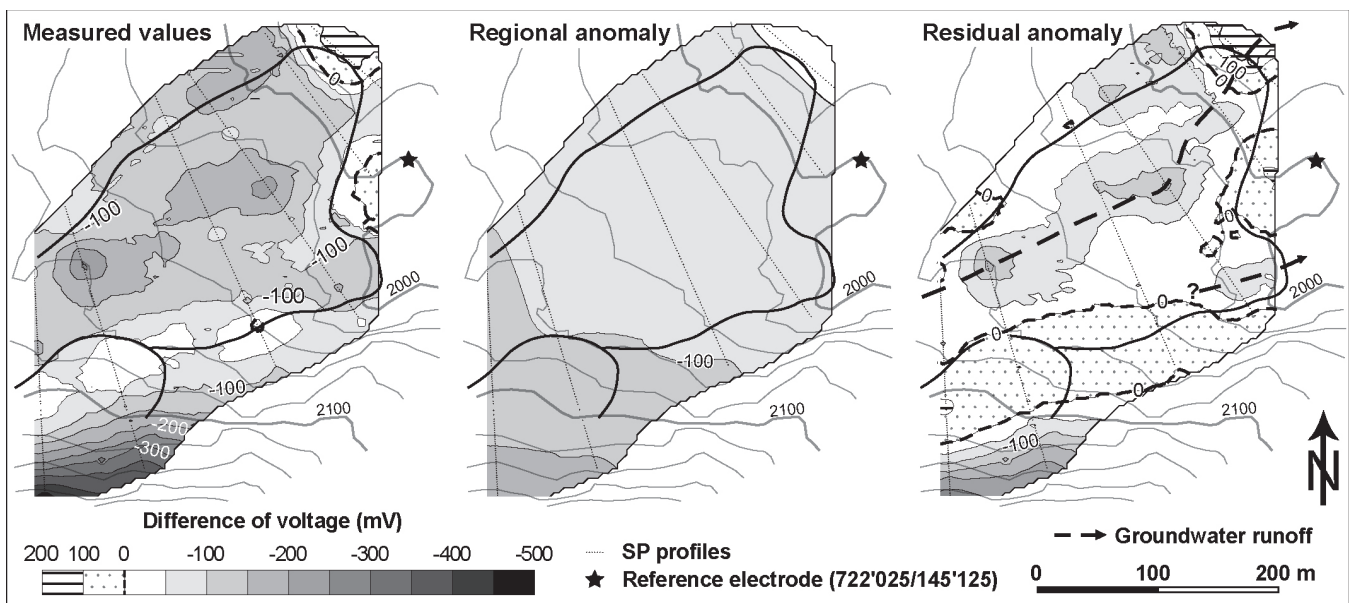 Measured values
0
-100
-100
-100
2000
-100
-200
2100
-300
Regional anomaly
-100
2000
2100
Residual anomaly
100
0
0
0
0
?
2000
0
0
2100
-100
N
Difference of voltage (mV)
200 100 0 -100 -200 -300 -400 -500
SP profiles
Reference electrode (722'025/145'125)
Groundwater runoff
0 100 200 m